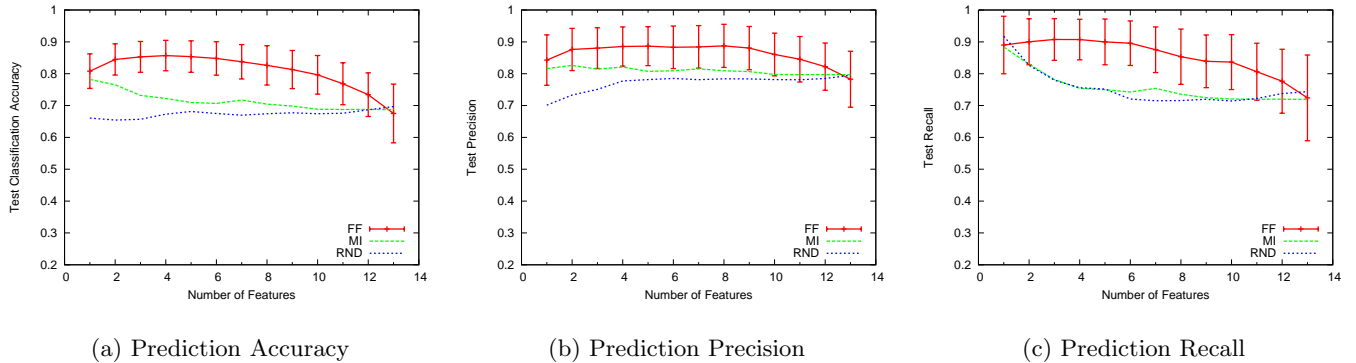 1
0.9
0.8
0.7
0.6
0.5
0.4
0.3
0.2
Test Classification Accuracy
FF
MI
RND
0 2 4 6 8 10 12 14
Number of Features
(a) Prediction Accuracy
1
0.9
0.8
0.7
0.6
0.5
0.4
0.3
0.2
Test Precision
FF
MI
RND
0 2 4 6 8 10 12 14
Number of Features
(b) Prediction Precision
1
0.9
0.8
0.7
0.6
0.5
0.4
0.3
0.2
Test Recall
FF
MI
RND
0 2 4 6 8 10 12 14
Number of Features
(c) Prediction Recall